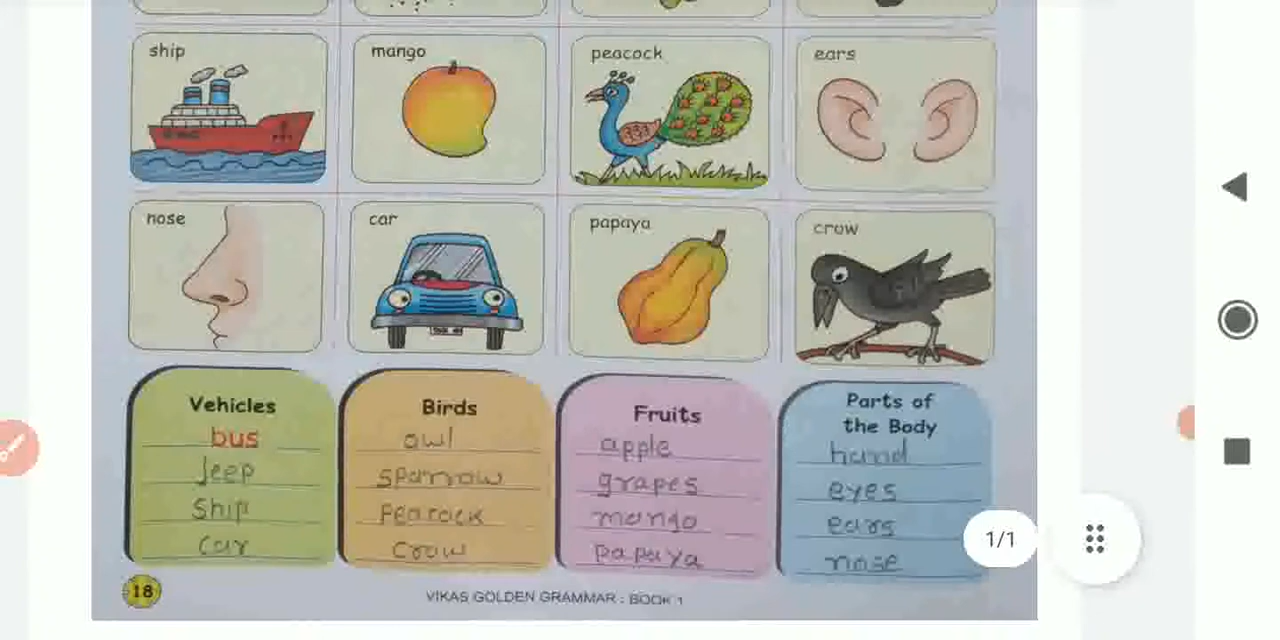 ship mango peacock ears
nose car papaya crow
Vehicles Birds Fruits Parts of the Body
bus owl apple hand
Jeep Sparrow grapes eyes
Ship Peacock mango ears
Car Crow Papaya nose
18 VIKAS GOLDEN GRAMMAR : BOOK 1
1/1